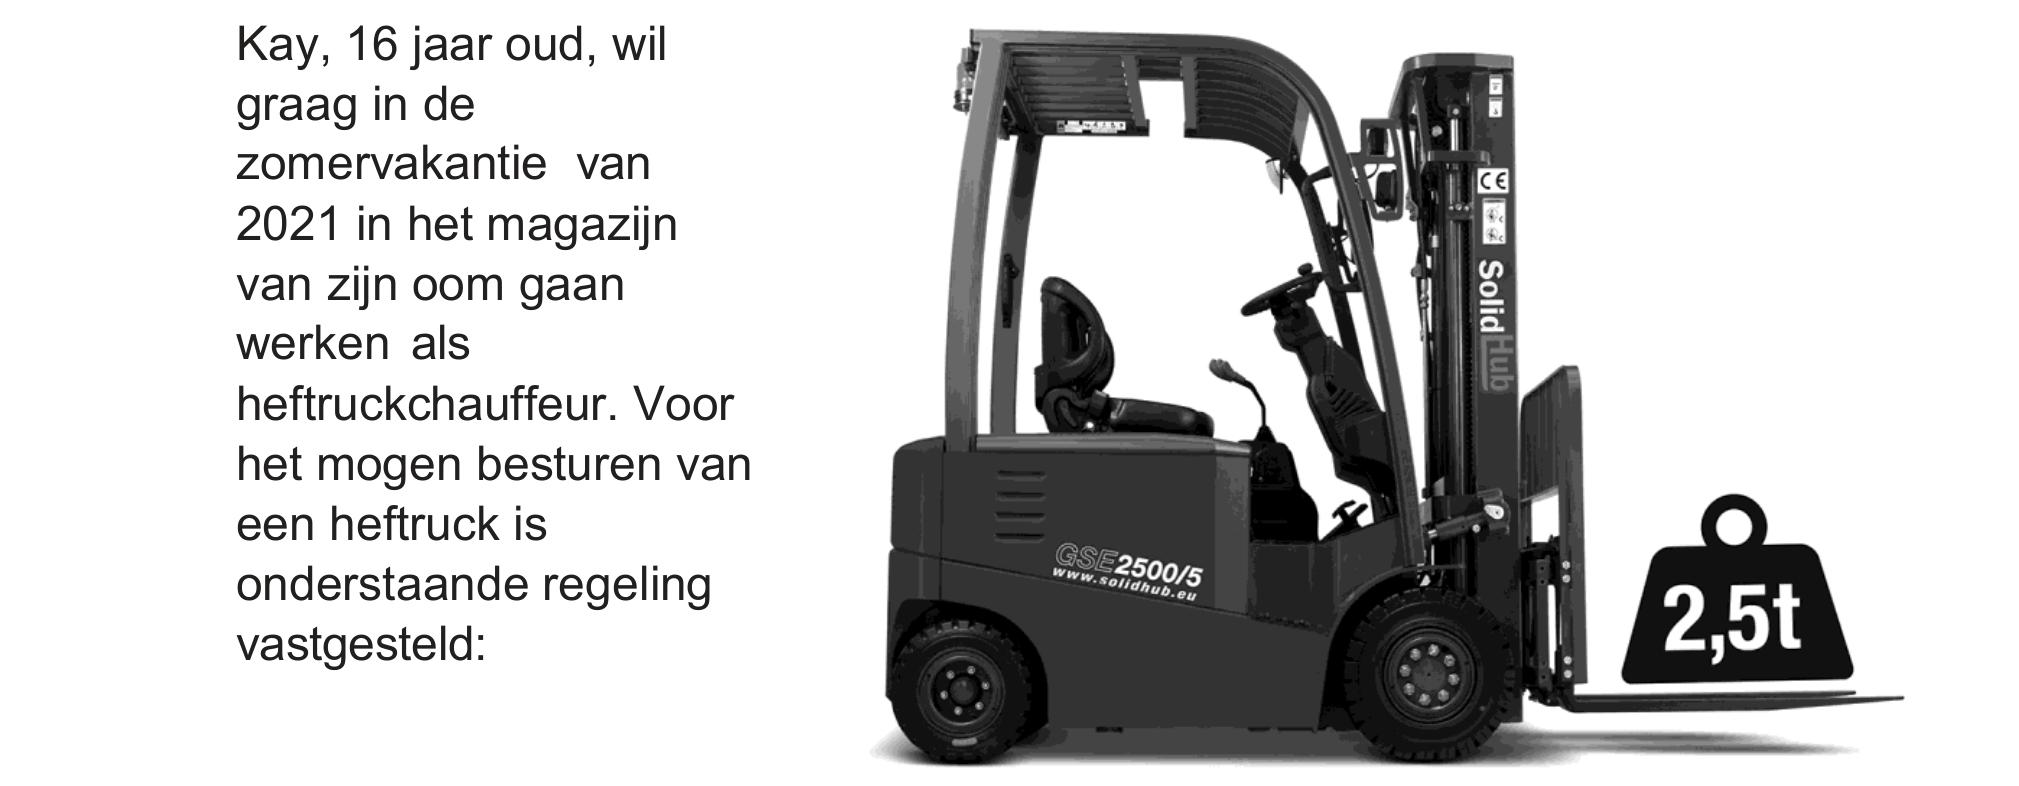 Kay, 16 jaar oud, wil
graag in de
zomervakantie van
2021 in het magazijn
van zijn oom gaan
werken als
heftruckchauffeur. Voor
het mogen besturen van
een heftruck is
onderstaande regeling
vastgesteld:
CE
SolidHub
GSE2500/5
www.solidhub.eu
2,5t